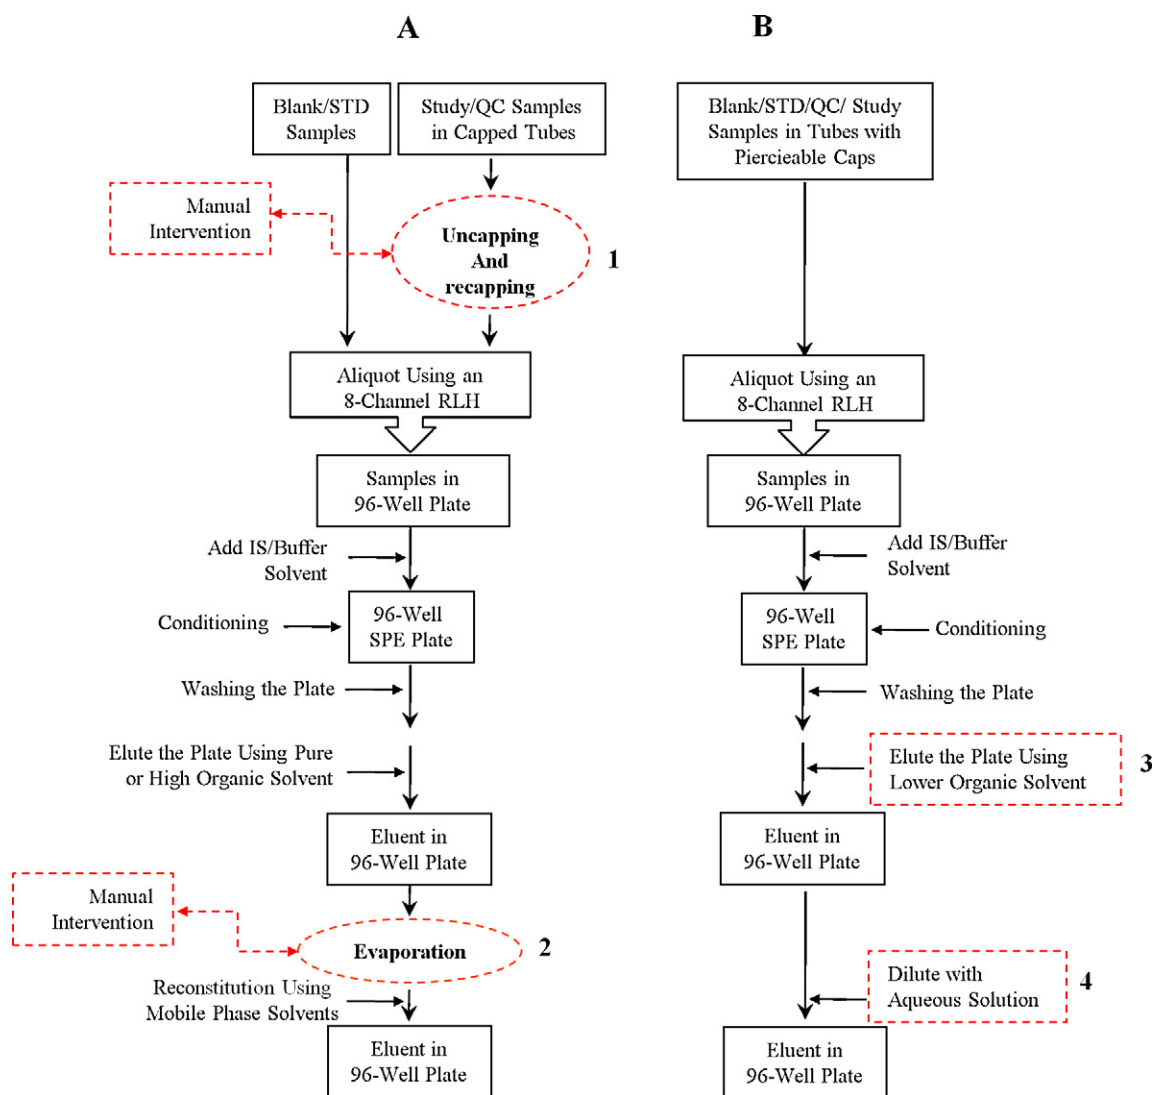 A
Blank/STD
Samples
Study/QC Samples
in Capped Tubes
Manual
Intervention
Uncapping
And
recapping
1
Aliquot Using an
8-Channel RLH
Samples in
96-Well Plate
Add IS/Buffer
Solvent
Conditioning
96-Well
SPE Plate
Washing the Plate
Elute the Plate Using Pure
or High Organic Solvent
Eluent in
96-Well Plate
Manual
Intervention
Evaporation
2
Reconstitution Using
Mobile Phase Solvents
Eluent in
96-Well Plate
B
Blank/STD/QC/ Study
Samples in Tubes with
Piercieable Caps
Aliquot Using an
8-Channel RLH
Samples in
96-Well Plate
Add IS/Buffer
Solvent
96-Well
SPE Plate
Conditioning
Washing the Plate
Elute the Plate Using
Lower Organic Solvent
3
Eluent in
96-Well Plate
Dilute with
Aqueous Solution
4
Eluent in
96-Well Plate